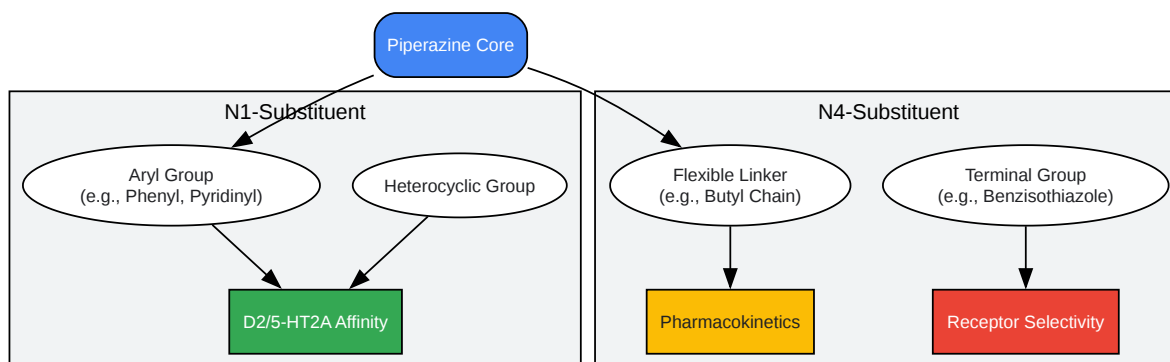 Piperazine Core
N1-Substituent
N4-Substituent
Aryl Group
(e.g., Phenyl, Pyridinyl)
Heterocyclic Group
Flexible Linker
(e.g., Butyl Chain)
Terminal Group
(e.g., Benzisothiazole)
D2/5-HT2A Affinity
Pharmacokinetics
Receptor Selectivity